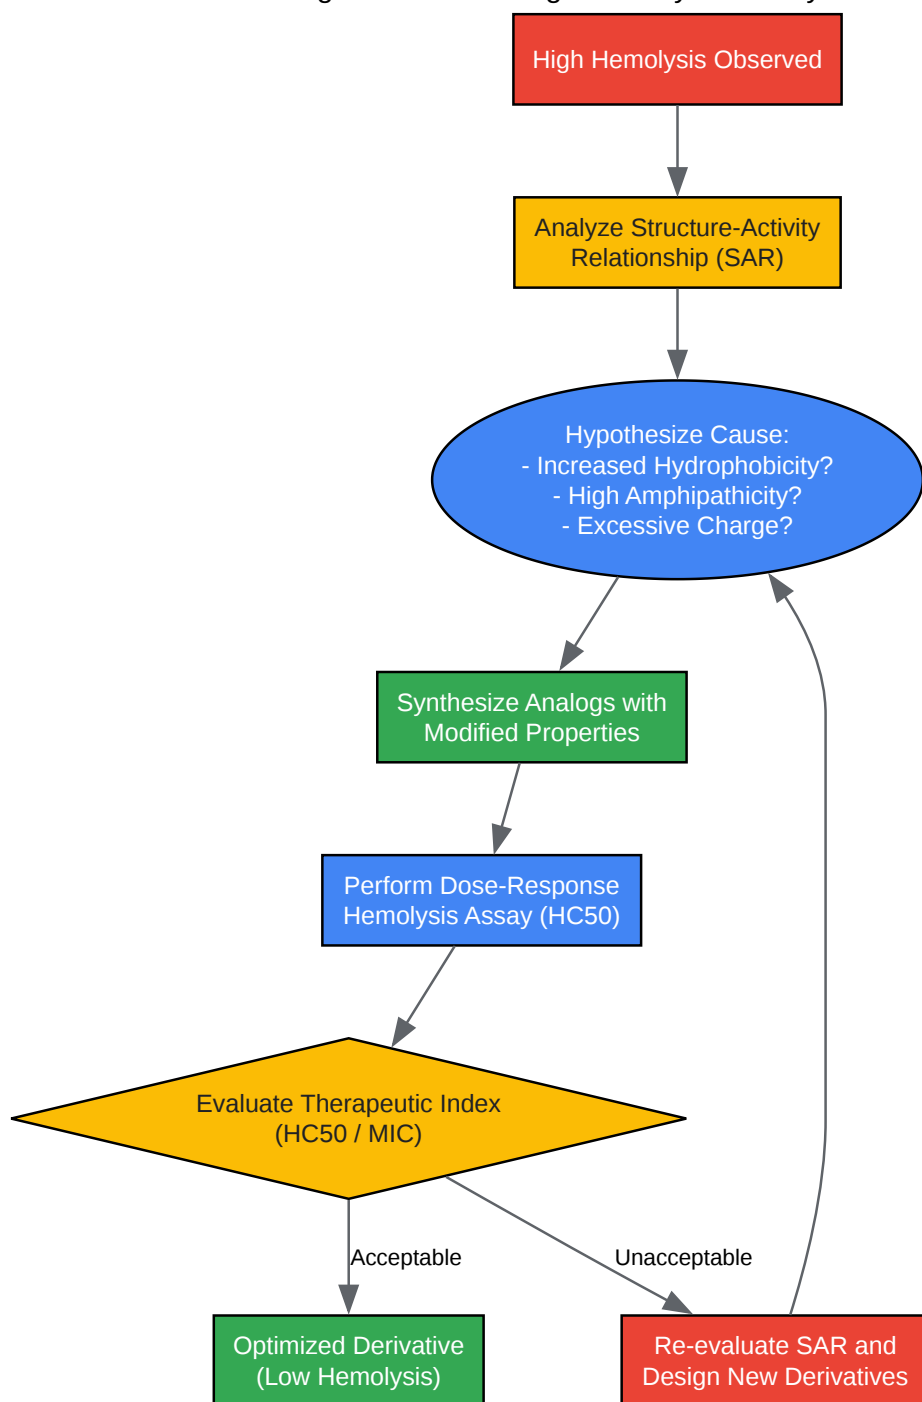 High Hemolysis Observed
Analyze Structure-Activity
Relationship (SAR)
Hypothesize Cause:
- Increased Hydrophobicity?
- High Amphipathicity?
- Excessive Charge?
Synthesize Analogs with
Modified Properties
Perform Dose-Response
Hemolysis Assay (HC50)
Evaluate Therapeutic Index
(HC50 / MIC)
Acceptable
Unacceptable
Optimized Derivative
(Low Hemolysis)
Re-evaluate SAR and
Design New Derivatives